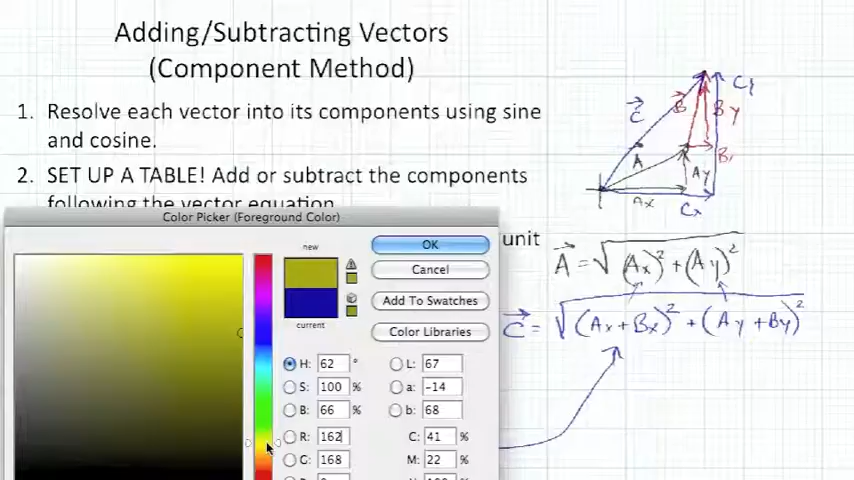 Adding/Subtracting Vectors
(Component Method)
1. Resolve each vector into its components using sine
and cosine.
2. SET UP A TABLE! Add or subtract the components
following the vector equation
unit
Color Picker (Foreground Color)
new
current
OK
Cancel
Add To Swatches
Color Libraries
H: 62 °
S: 100 %
B: 66 %
R: 162
G: 168
L: 67
a: -14
b: 68
C: 41 %
M: 22 %
C
B
Cy
By
A
Ay
Ax
Cx
A = √(Ax)² + (Ay)²
C = √(Ax + Bx)² + (Ay + By)²